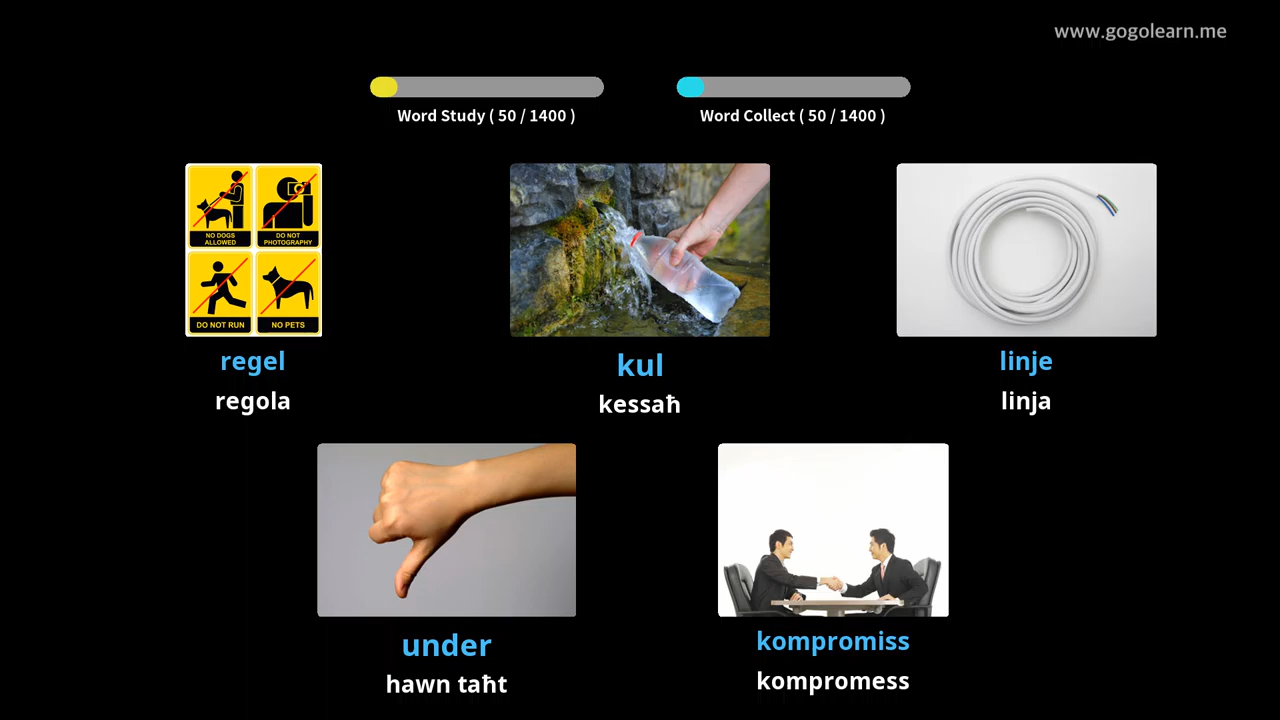 www.gogolearn.me
Word Study ( 50 / 1400 )
Word Collect ( 50 / 1400 )
NO DOGS
ALLOWED
DO NOT
PHOTOGRAPHY
DO NOT RUN
NO PETS
regel
regola
kul
kessaħ
linje
linja
under
hawn taħt
kompromiss
kompromess